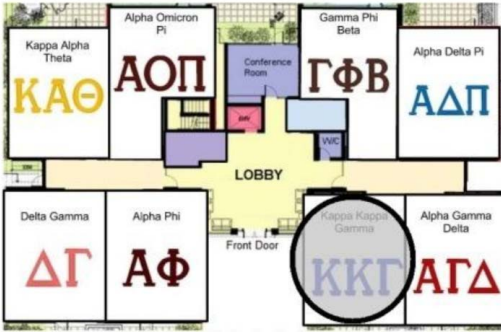 Kappa Alpha
Theta
ΚΑΘ
Alpha Omicron
Pi
ΑΟΠ
Conference
Room
Gamma Phi
Beta
ΓΦΒ
Alpha Delta Pi
ΑΔΠ
W/C
LOBBY
Delta Gamma
ΔΓ
Alpha Phi
ΑΦ
Front Door
Kappa Kappa
Gamma
ΚΚΓ
Alpha Gamma
Delta
ΑΓΔ